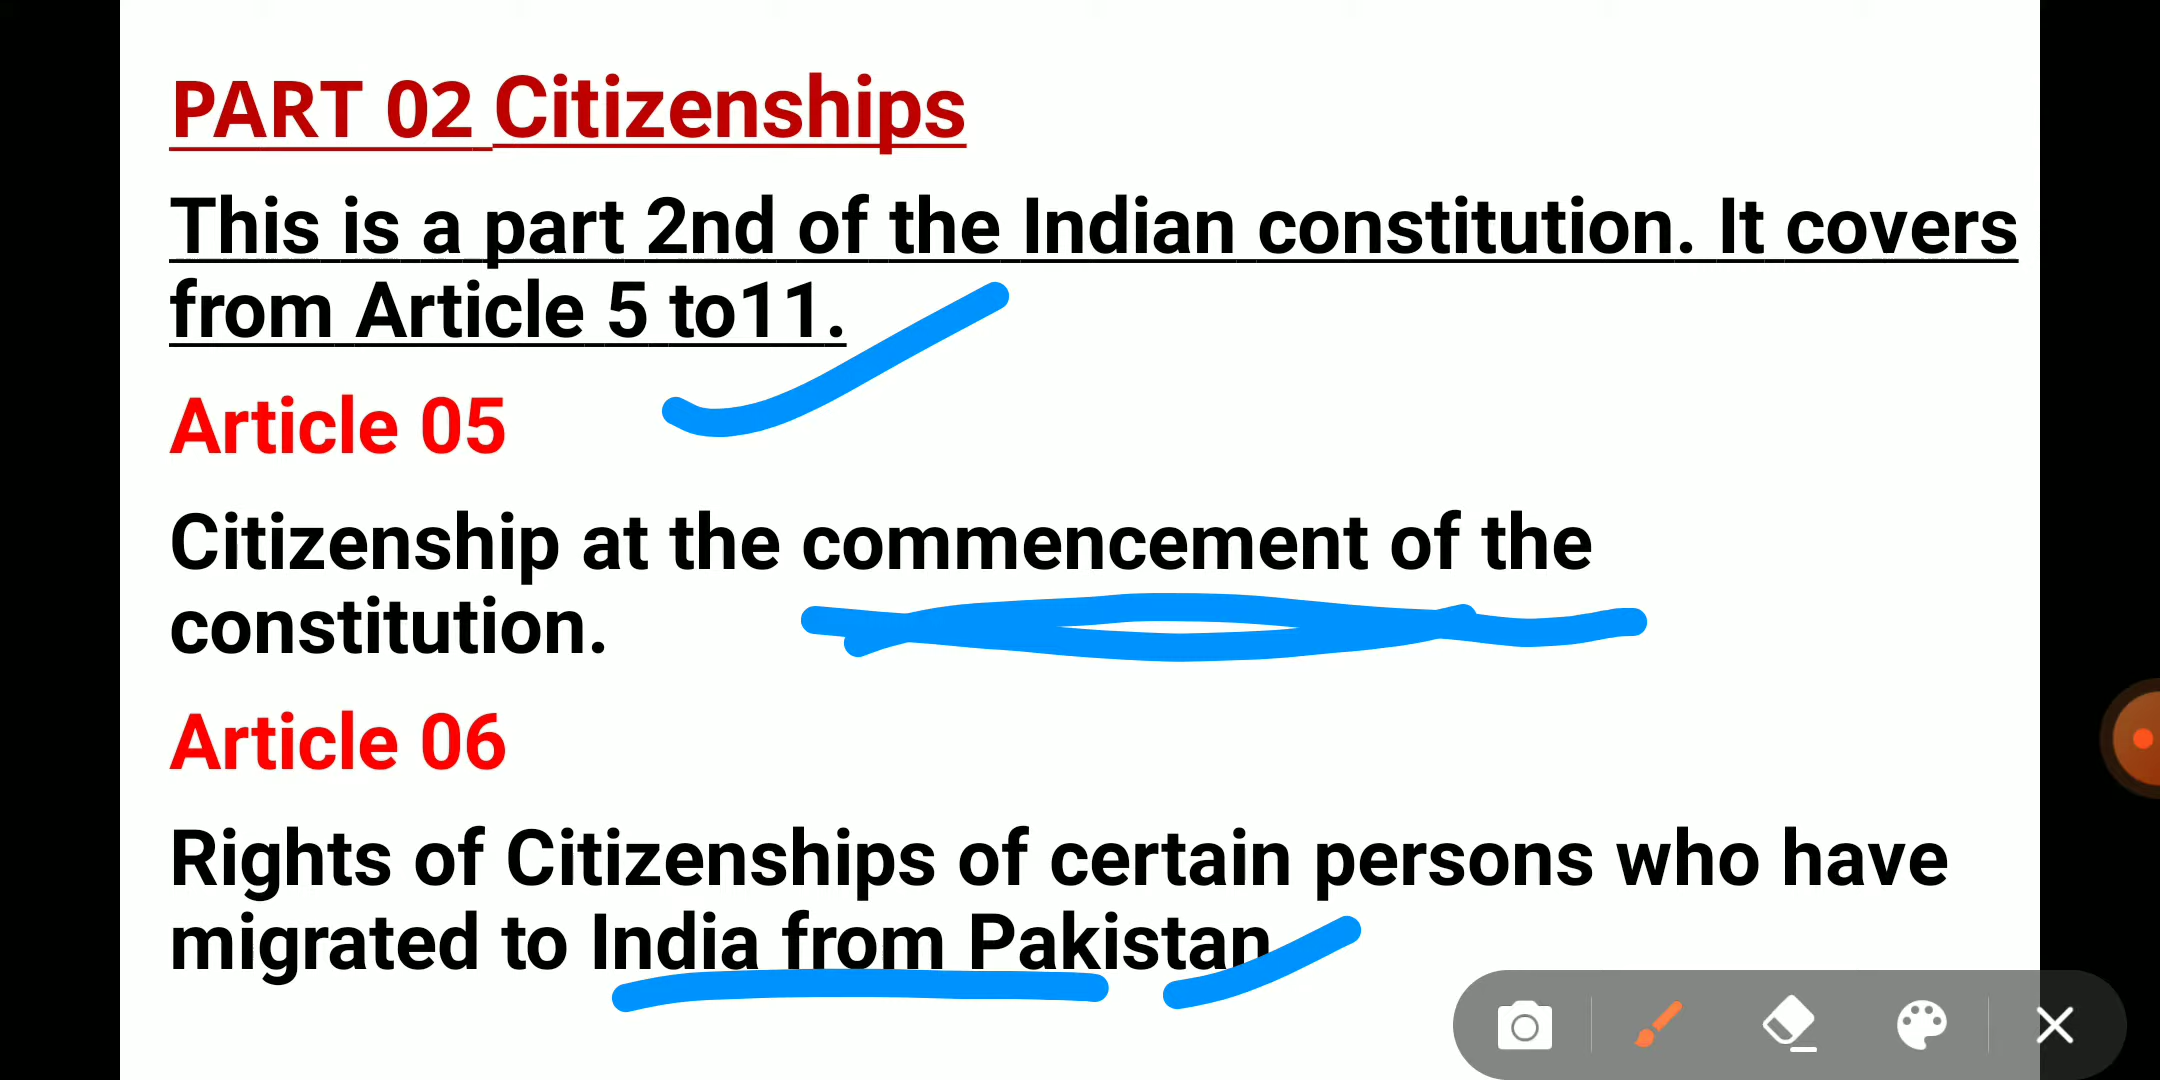 PART 02 Citizenships
This is a part 2nd of the Indian constitution. It covers
from Article 5 to11.
Article 05
Citizenship at the commencement of the
constitution.
Article 06
Rights of Citizenships of certain persons who have
migrated to India from Pakistan